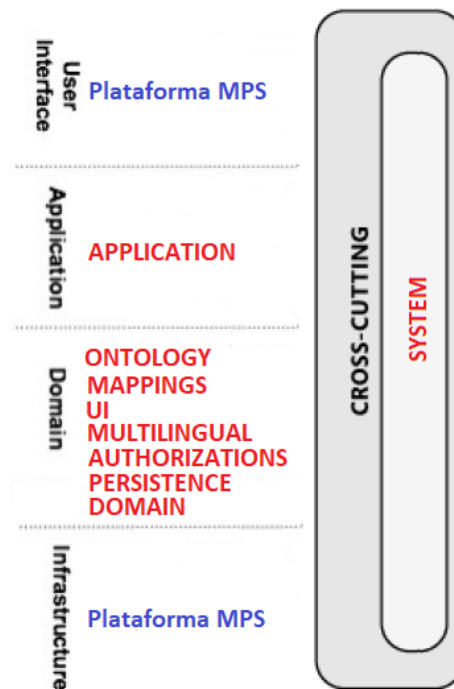 User
Interface
Plataforma MPS
Application
APPLICATION
Domain
ONTOLOGY
MAPPINGS
UI
MULTILINGUAL
AUTHORIZATIONS
PERSISTENCE
DOMAIN
Infrastructure
Plataforma MPS
CROSS-CUTTING
SYSTEM